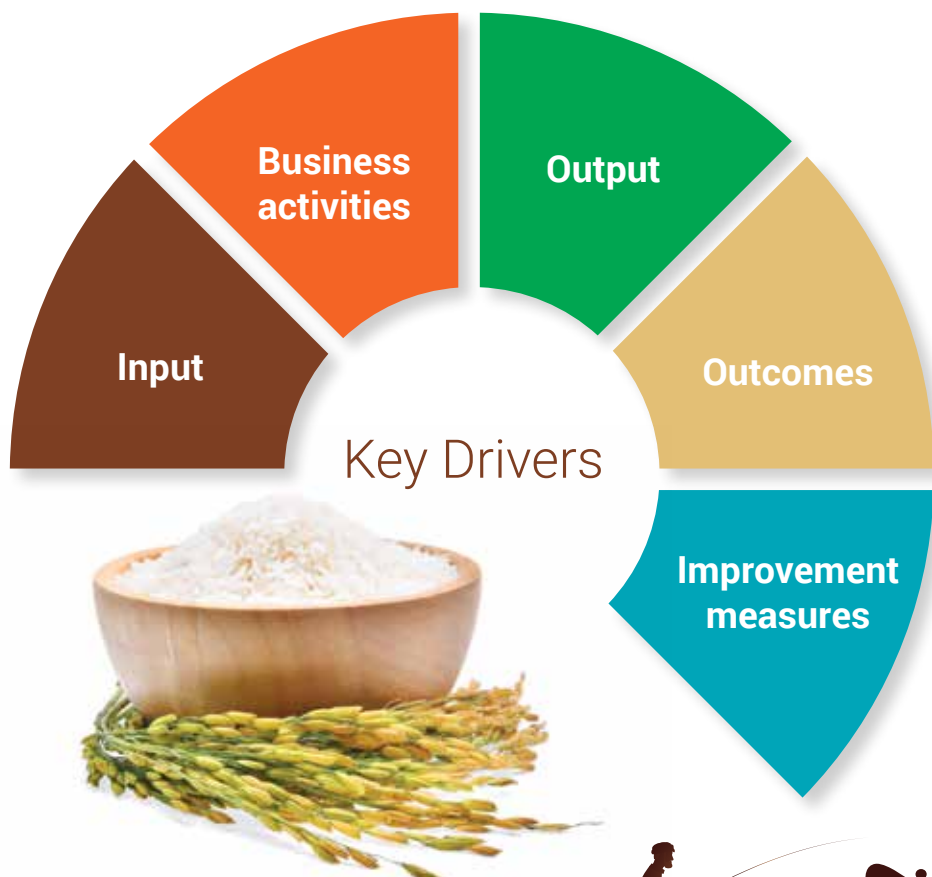 Input
Business
activities
Output
Outcomes
Improvement
measures
Key Drivers